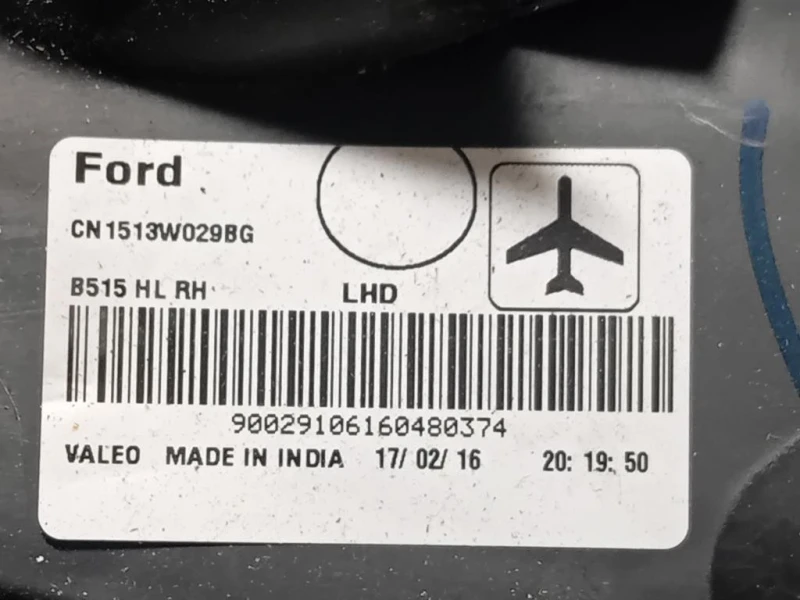 Ford
CN1513W029BG
B515 HL RH
LHD
90029106160480374
VALEO MADE IN INDIA 17/ 02/ 16 20: 19: 50